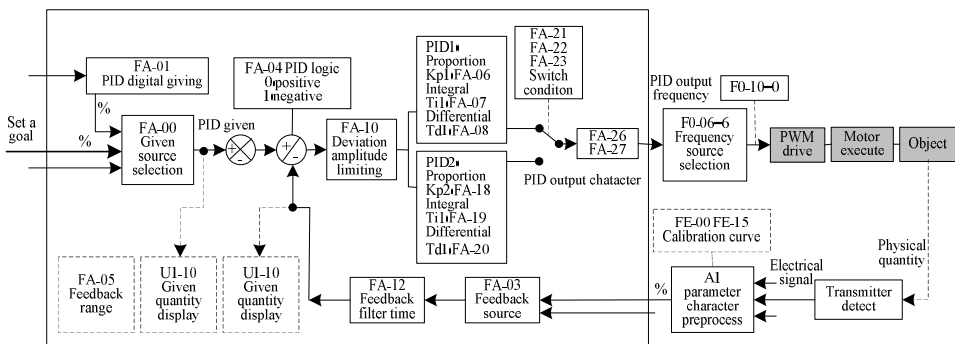 Set a
goal
%
%
FA-01
PID digital giving
FA-00
Given
source
selection
PID given
FA-04 PID logic
0:positive
1:negative
+
-
FA-10
Deviation
amplitude
limiting
PID1:
Proportion
Kp1:FA-06
Integral
Ti1:FA-07
Differential
Td1:FA-08
PID2:
Proportion
Kp2:FA-18
Integral
Ti1:FA-19
Differential
Td1:FA-20
FA-21
FA-22
FA-23
Switch
conditon
PID output chatacter
FA-26
FA-27
PID output
frequency
F0-10=0
F0-06=6
Frequency
source
selection
PWM
drive
Motor
execute
Object
FA-05
Feedback
range
U1-10
Given
quantity
display
U1-10
Given
quantity
display
FA-12
Feedback
filter time
FA-03
Feedback
source
%
FE-00 FE-15
Calibration curve
AI
parameter
character
preprocess
Electrical
signal
Transmitter
detect
Physical
quantity